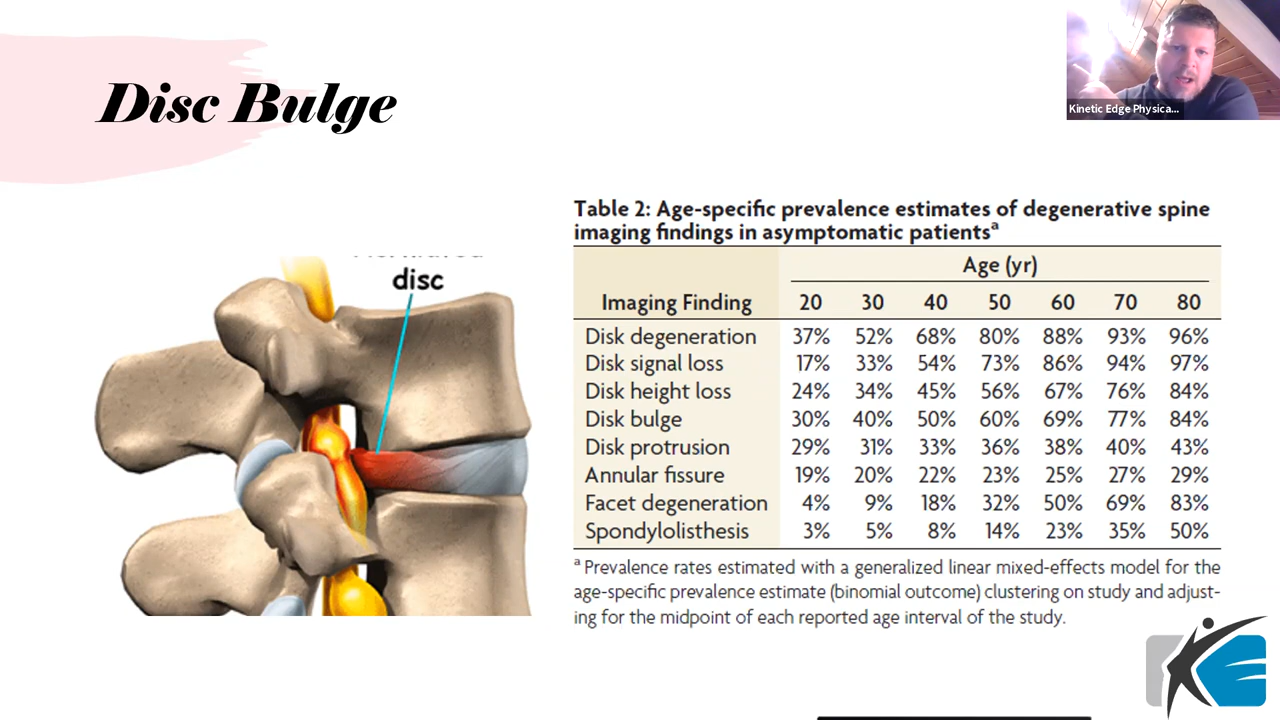 Disc Bulge
Kinetic Edge Physica...
disc
Table 2: Age-specific prevalence estimates of degenerative spine
imaging findings in asymptomatic patientsª
Age (yr)
Imaging Finding 20 30 40 50 60 70 80
Disk degeneration 37% 52% 68% 80% 88% 93% 96%
Disk signal loss 17% 33% 54% 73% 86% 94% 97%
Disk height loss 24% 34% 45% 56% 67% 76% 84%
Disk bulge 30% 40% 50% 60% 69% 77% 84%
Disk protrusion 29% 31% 33% 36% 38% 40% 43%
Annular fissure 19% 20% 22% 23% 25% 27% 29%
Facet degeneration 4% 9% 18% 32% 50% 69% 83%
Spondylolisthesis 3% 5% 8% 14% 23% 35% 50%
ª Prevalence rates estimated with a generalized linear mixed-effects model for the
age-specific prevalence estimate (binomial outcome) clustering on study and adjust-
ing for the midpoint of each reported age interval of the study.